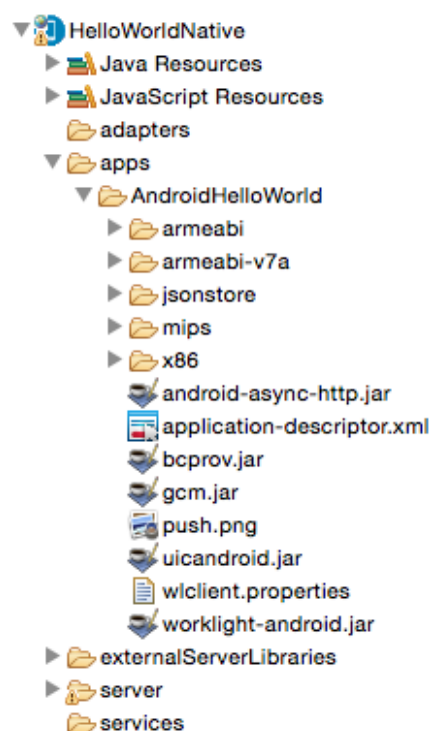 HelloWorldNative
Java Resources
JavaScript Resources
adapters
apps
AndroidHelloWorld
armeabi
armeabi-v7a
jsonstore
mips
x86
android-async-http.jar
application-descriptor.xml
bcprov.jar
gcm.jar
push.png
uicandroid.jar
wlclient.properties
worklight-android.jar
externalServerLibraries
server
services